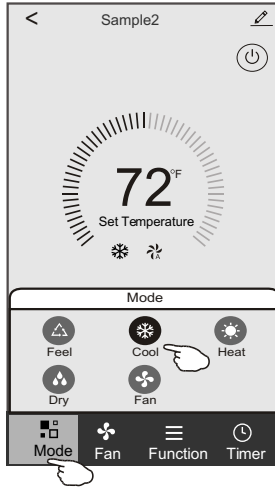 < Sample2
72°F
Set Temperature
A
Mode
Feel Cool Heat
Dry Fan
Mode Fan Function Timer